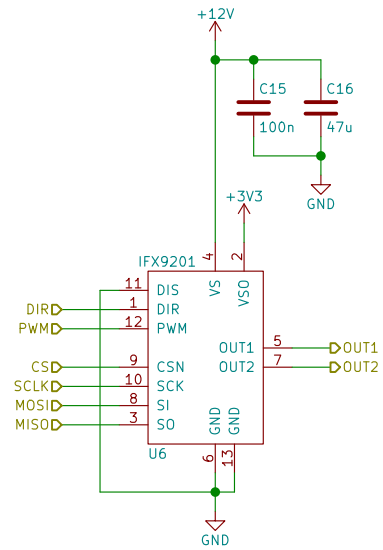 +12V
C15
C16
100n
47u
GND
+3V3
IFX9201
4
2
VS
VSO
11 DIS
DIR 1 DIR
PWM 12 PWM
5 OUT1 OUT1
CS 9 CSN
7 OUT2 OUT2
SCLK 10 SCK
MOSI 8 SI
MISO 3 SO
GND
GND
U6
6
13
GND